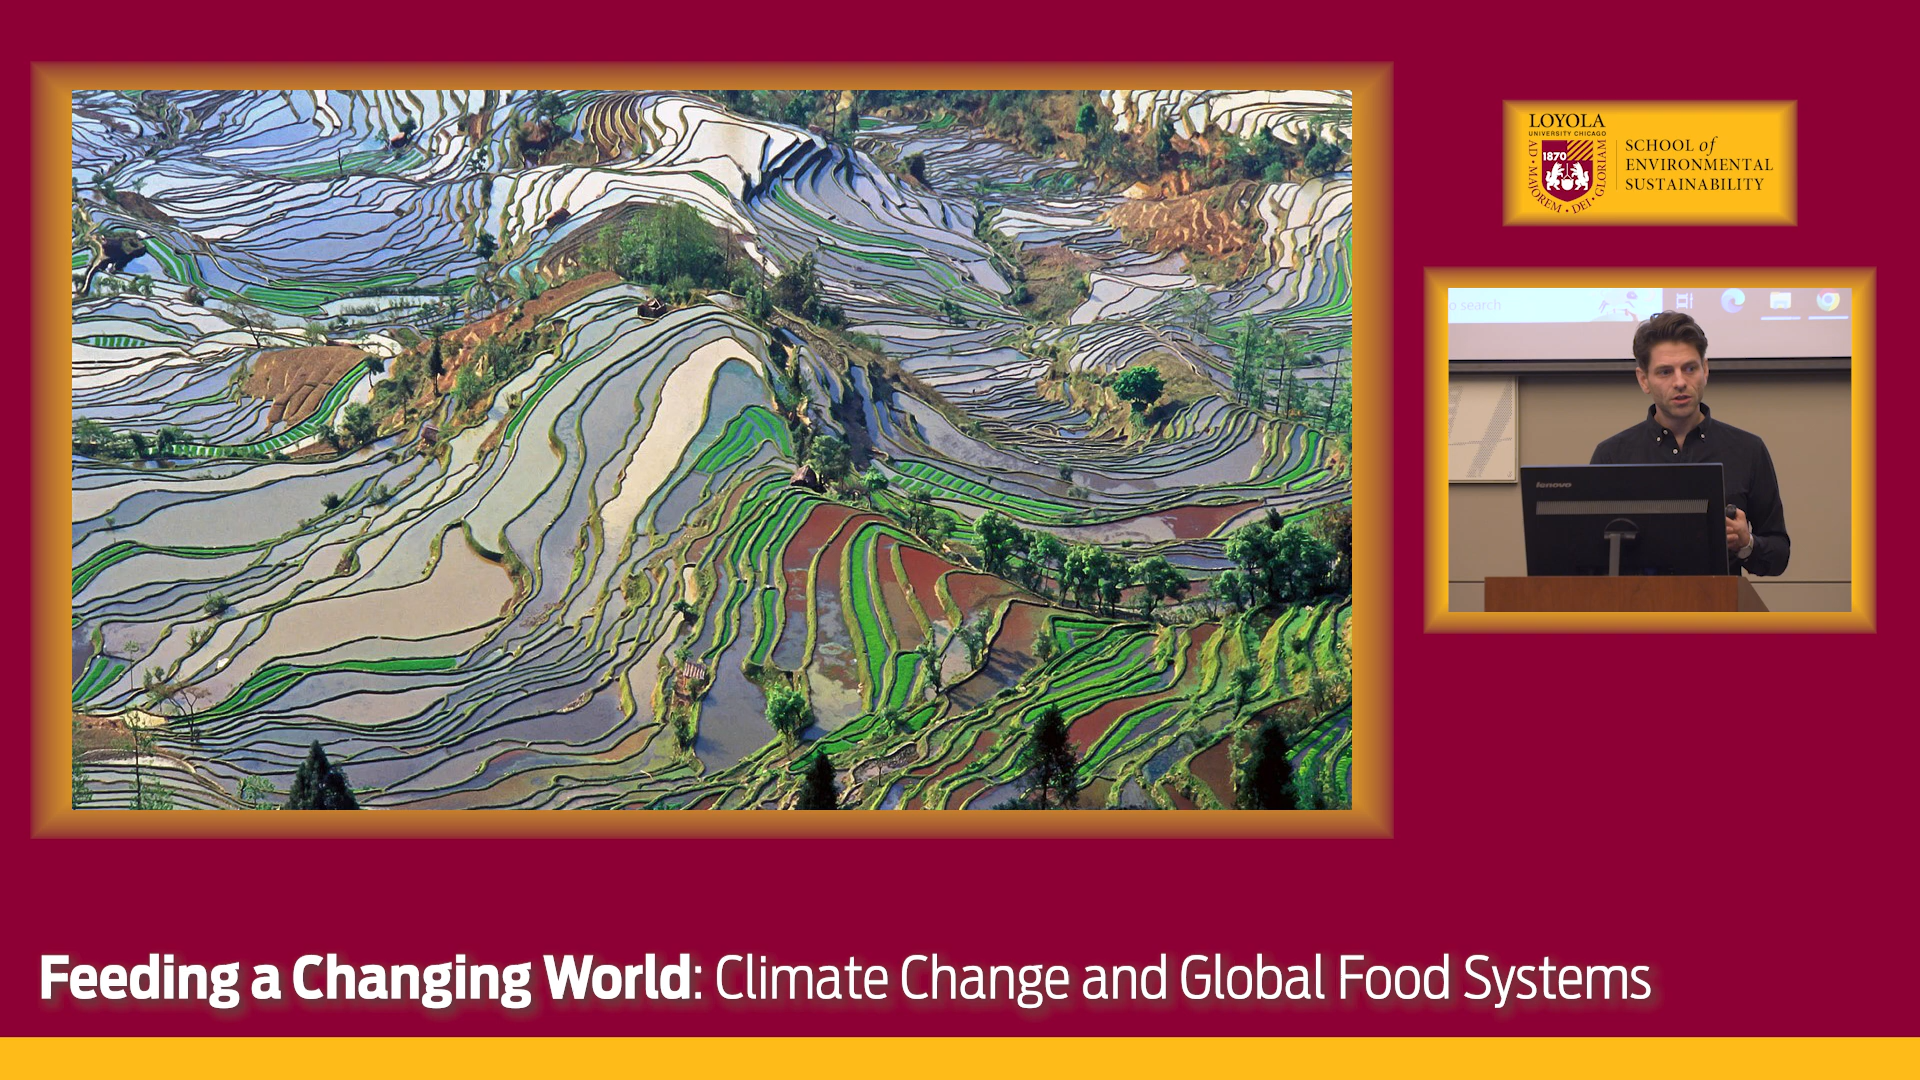 LOYOLA
UNIVERSITY CHICAGO
AD • MAJOREM • DEI • GLORIAM
1870
SCHOOL of
ENVIRONMENTAL
SUSTAINABILITY
o search
lenovo
Feeding a Changing World: Climate Change and Global Food Systems